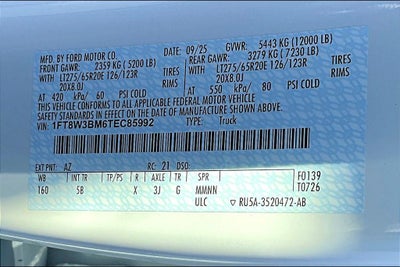 MFD. BY FORD MOTOR CO.
DATE: 09/25 GVWR: 5443 KG (12000 LB)
FRONT GAWR: 2359 KG (5200 LB) REAR GAWR: 3279 KG (7230 LB)
WITH LT275/65R20E 126/123R TIRES WITH LT275/65R20E 126/123R TIRES
20X8.0J RIMS 20X8.0J RIMS
AT 420 kPa/ 60 PSI COLD AT 550 kPa/ 80 PSI COLD
THIS VEHICLE CONFORMS TO ALL APPLICABLE FEDERAL MOTOR VEHICLE
SAFETY STANDARDS IN EFFECT ON THE DATE OF MANUFACTURE SHOWN ABOVE.
VIN: 1FT8W3BM6TEC85992 TYPE: Truck
EXT PNT: AZ RC: 21 DSO: F0139
WB INT TR TP/PS R AXLE TR SPR T0726
160 5B X 3J G MMNN
ULC RU5A-3520472-AB